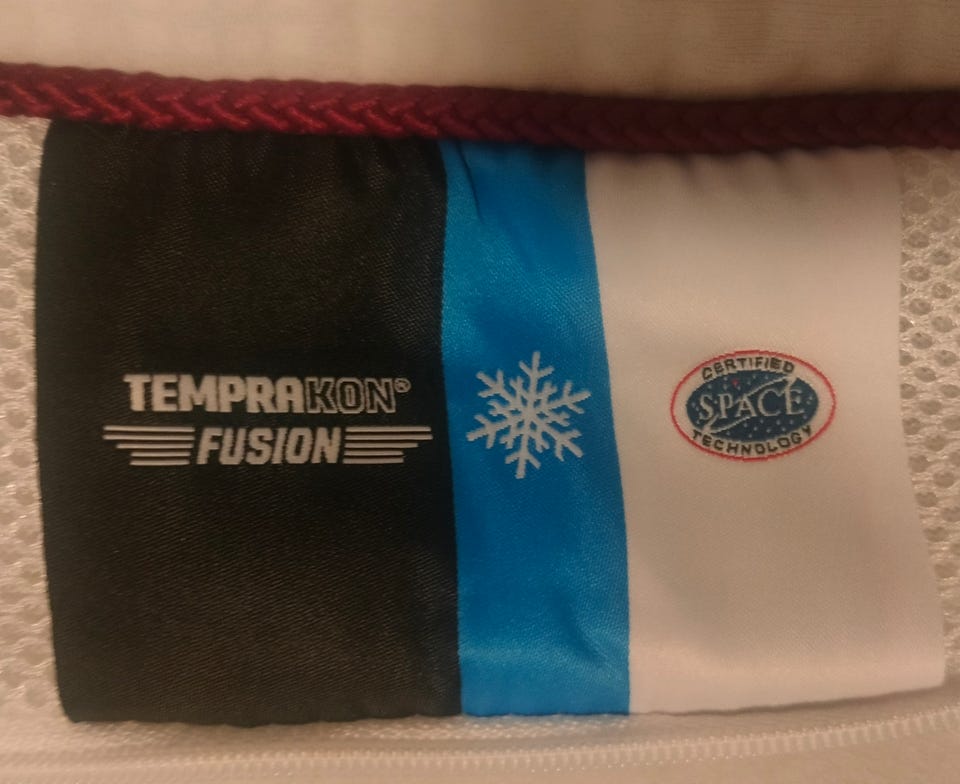 TEMPRAKON®
FUSION
CERTIFIED
SPACE
TECHNOLOGY